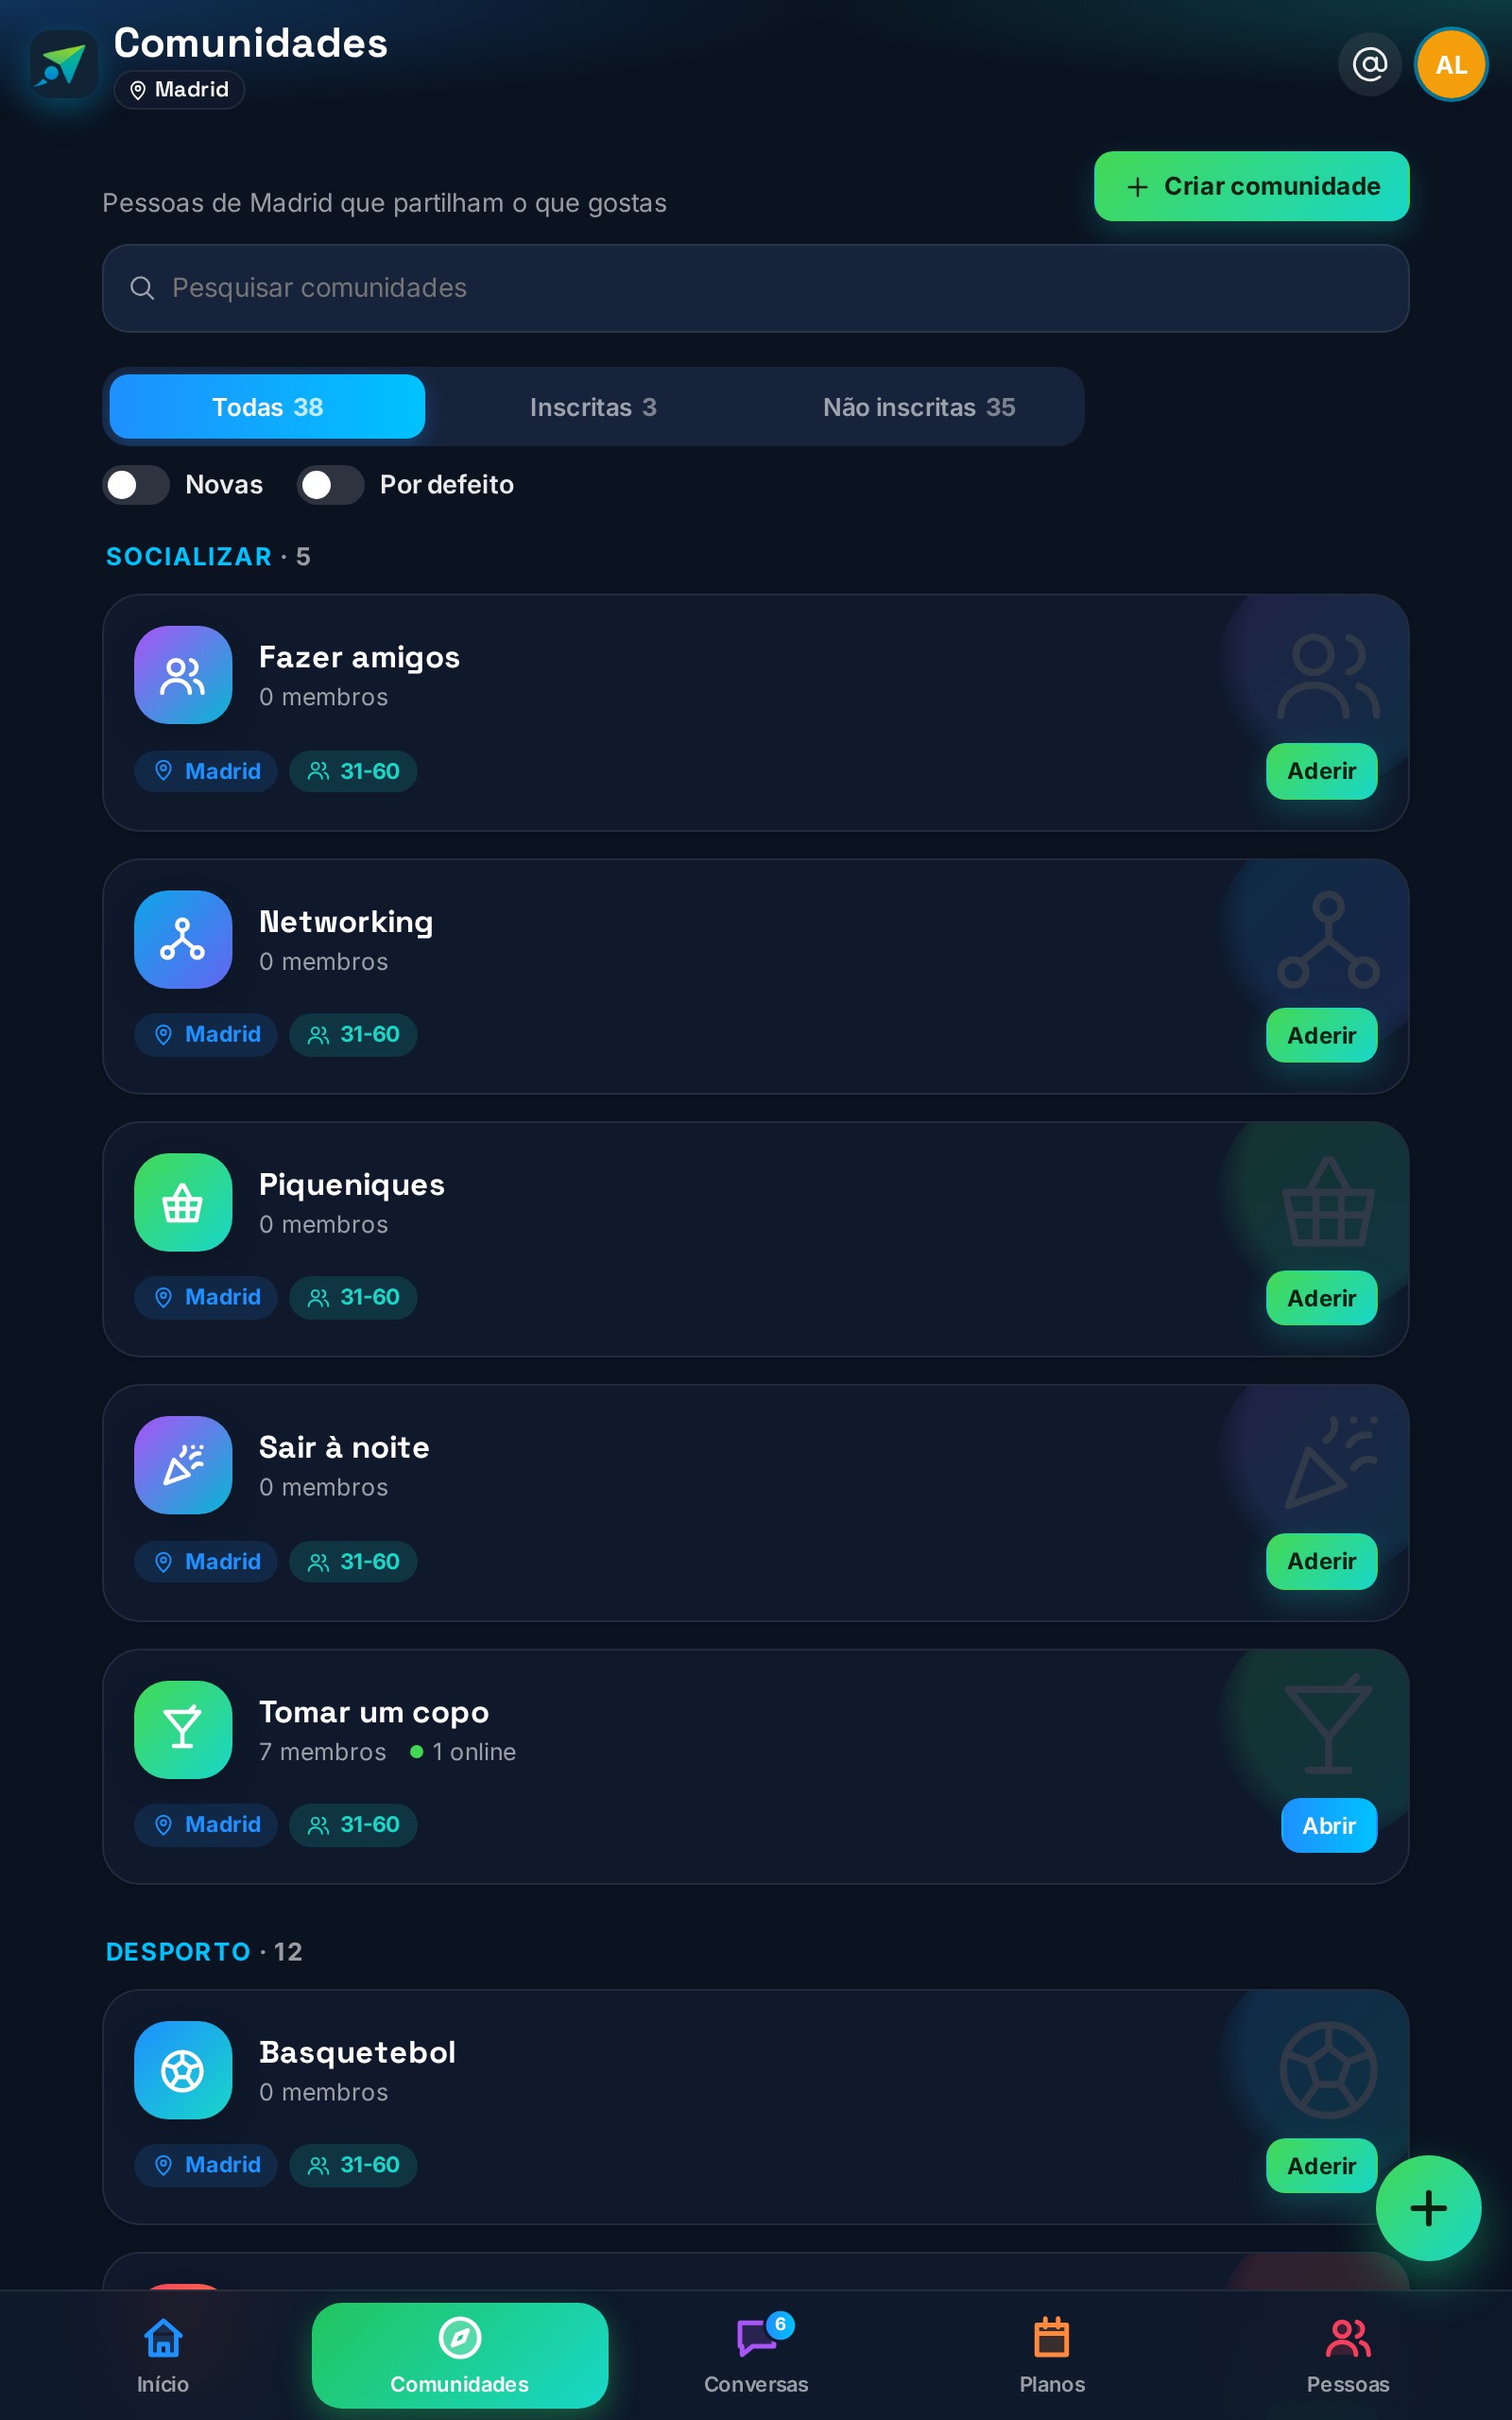 Comunidades
Madrid
AL
Pessoas de Madrid que partilham o que gostas
Criar comunidade
Pesquisar comunidades
Todas 38
Inscritas 3
Não inscritas 35
Novas
Por defeito
SOCIALIZAR · 5
Fazer amigos
0 membros
Madrid
31-60
Aderir
Networking
0 membros
Madrid
31-60
Aderir
Piqueniques
0 membros
Madrid
31-60
Aderir
Sair à noite
0 membros
Madrid
31-60
Aderir
Tomar um copo
7 membros
1 online
Madrid
31-60
Abrir
DESPORTO · 12
Basquetebol
0 membros
Madrid
31-60
Aderir
Início
Comunidades
6
Conversas
Planos
Pessoas